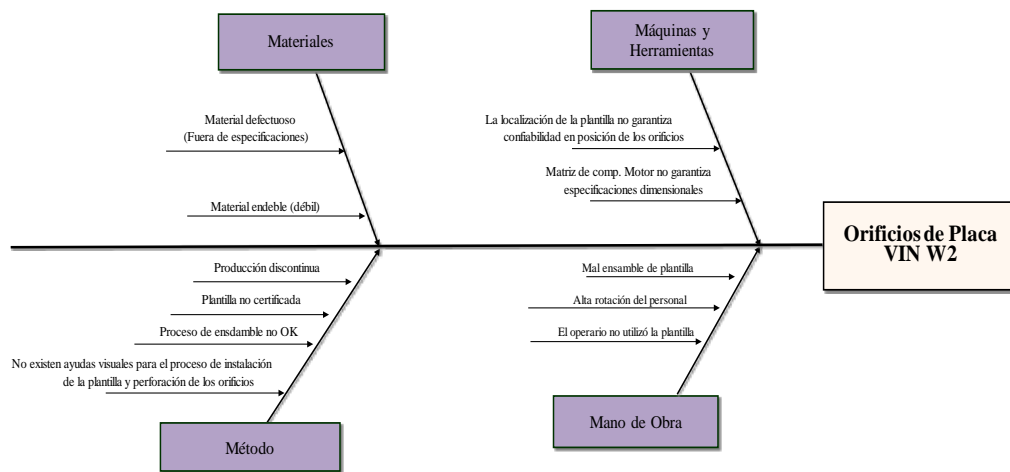 Materiales
Máquinas y
Herramientas
Material defectuoso
(Fuera de especificaciones)
Material endeble (débil)
La localización de la plantilla no garantiza
confiabilidad en posición de los orificios
Matriz de comp. Motor no garantiza
especificaciones dimensionales
Orificios de Placa
VIN W2
Producción discontinua
Plantilla no certificada
Proceso de ensdamble no OK
No existen ayudas visuales para el proceso de instalación
de la plantilla y perforación de los orificios
Mal ensamble de plantilla
Alta rotación del personal
El operario no utilizó la plantilla
Método
Mano de Obra